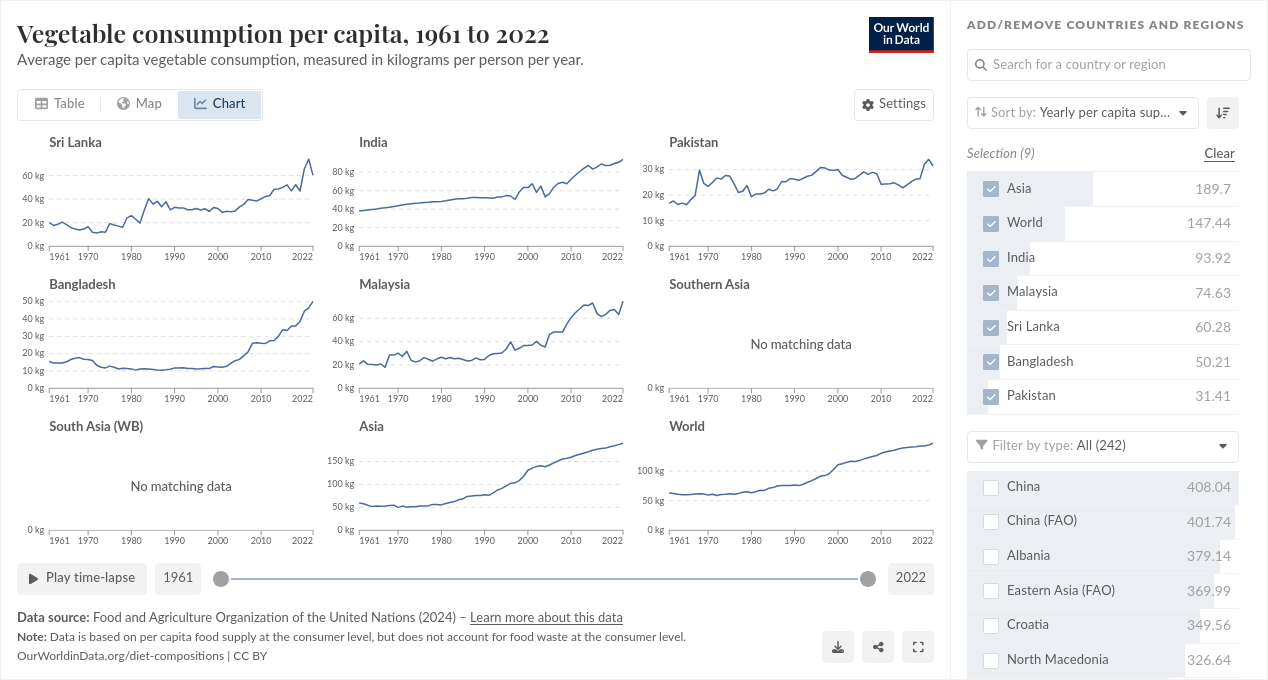 Vegetable consumption per capita, 1961 to 2022
Average per capita vegetable consumption, measured in kilograms per person per year.
Our World
in Data
Table
Map
Chart
Settings
Sri Lanka
60 kg
40 kg
20 kg
0 kg
1961 1970 1980 1990 2000 2010 2022
India
80 kg
60 kg
40 kg
20 kg
0 kg
1961 1970 1980 1990 2000 2010 2022
Pakistan
30 kg
20 kg
10 kg
0 kg
1961 1970 1980 1990 2000 2010 2022
Bangladesh
50 kg
40 kg
30 kg
20 kg
10 kg
0 kg
1961 1970 1980 1990 2000 2010 2022
Malaysia
60 kg
40 kg
20 kg
0 kg
1961 1970 1980 1990 2000 2010 2022
Southern Asia
No matching data
0 kg
1961 1970 1980 1990 2000 2010 2022
South Asia (WB)
No matching data
0 kg
1961 1970 1980 1990 2000 2010 2022
Asia
150 kg
100 kg
50 kg
0 kg
1961 1970 1980 1990 2000 2010 2022
World
100 kg
50 kg
0 kg
1961 1970 1980 1990 2000 2010 2022
Play time-lapse
1961
2022
Data source: Food and Agriculture Organization of the United Nations (2024) – Learn more about this data
Note: Data is based on per capita food supply at the consumer level, but does not account for food waste at the consumer level.
OurWorldinData.org/diet-compositions | CC BY
ADD/REMOVE COUNTRIES AND REGIONS
Search for a country or region
Sort by: Yearly per capita sup...
Selection (9)
Clear
Asia 189.7
World 147.44
India 93.92
Malaysia 74.63
Sri Lanka 60.28
Bangladesh 50.21
Pakistan 31.41
Filter by type: All (242)
China 408.04
China (FAO) 401.74
Albania 379.14
Eastern Asia (FAO) 369.99
Croatia 349.56
North Macedonia 326.64